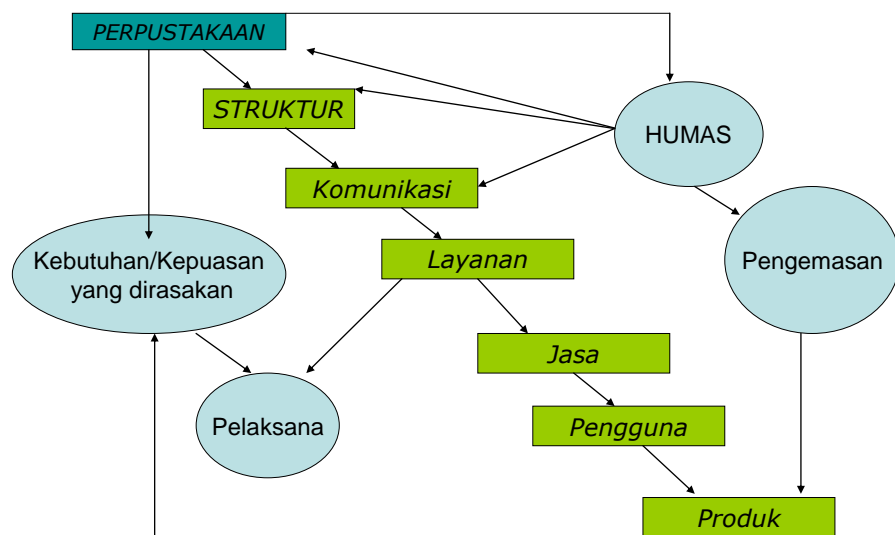 PERPUSTAKAAN
STRUKTUR
HUMAS
Komunikasi
Kebutuhan/Kepuasan
yang dirasakan
Layanan
Pengemasan
Jasa
Pelaksana
Pengguna
Produk